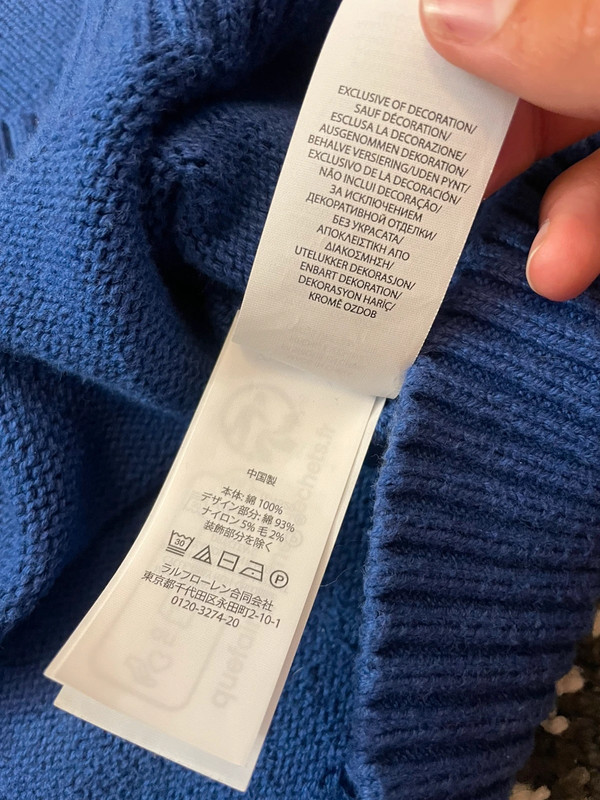 EXCLUSIVE OF DECORATION/
SAUF DÉCORATION/
ESCLUSA LA DECORAZIONE/
AUSGENOMMEN DEKORATION/
BEHALVE VERSIERING/UDEN PYNT/
EXCLUSIVO DE LA DECORACIÓN/
NÃO INCLUI DECORAÇÃO/
ЗА ИСКЛЮЧЕНИЕМ
ДЕКОРАТИВНОЙ ОТДЕЛКИ/
БЕЗ УКРАСАТА/
ΑΠΟΚΛΕΙΣΤΙΚΗ ΑΠΟ
ΔΙΑΚΟΣΜΗΣΗ/
UTELUKKER DEKORASJON/
ENBART DEKORATION/
DEKORASYON HARİÇ/
KROMĚ OZDOB
中国製
本体: 綿 100%
デザイン部分: 綿 93%
ナイロン 5% 毛 2%
装飾部分を除く
30 P
ラルフローレン合同会社
東京都千代田区永田町2-10-1
0120-3274-20